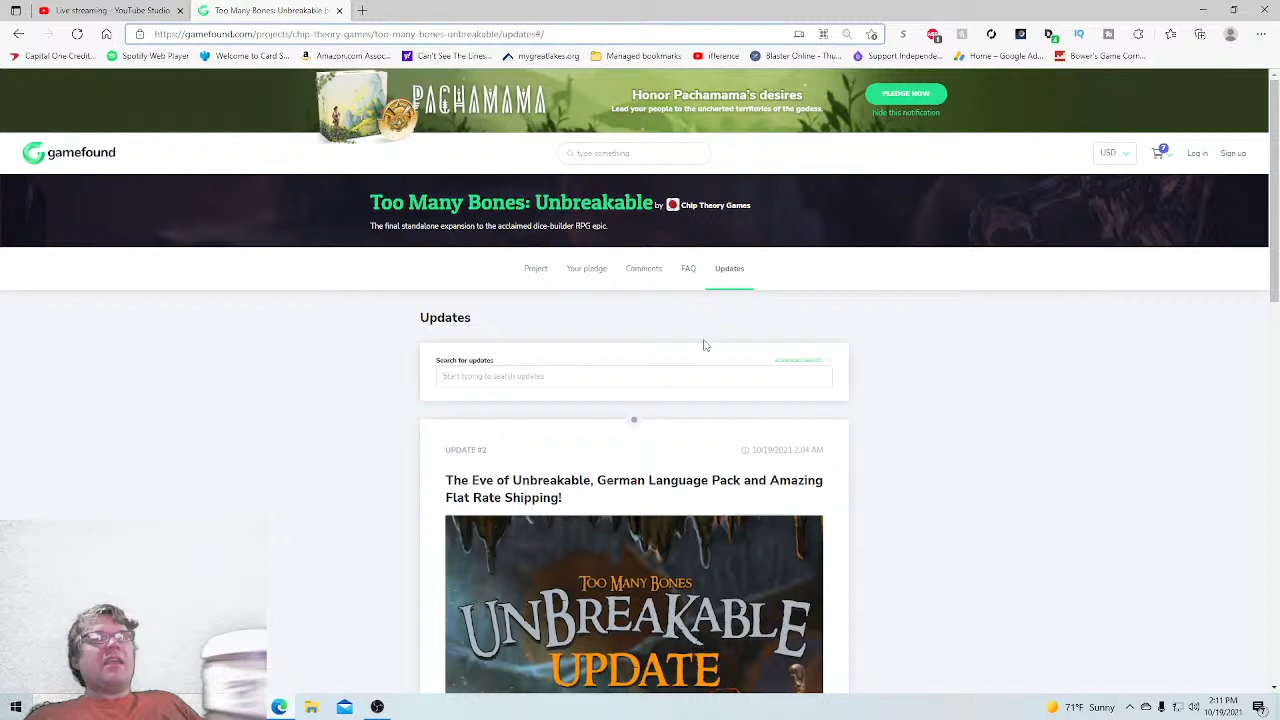 Live streaming - YouTube Studio
Too Many Bones: Unbreakable by
https://gamefound.com/projects/chip-theory-games/too-many-bones-unbreakable/updates#/
Capital One Credit...
Spotify Web Player
Welcome to Card S...
Amazon.com Assoc...
Can't See The Lines...
mygreatlakes.org
Managed bookmarks
iference
Blaster Online - Thu...
Support Independe...
Home – Google Ad...
Bower's Game Corn...
PACHAMAMA
Honor Pachamama's desires
Lead your people to the uncharted territories of the godess.
PLEDGE NOW
hide this notification
gamefound
type something
USD
7
Log in
Sign up
Too Many Bones: Unbreakable by Chip Theory Games
The final standalone expansion to the acclaimed dice-builder RPG epic.
Project
Your pledge
Comments
FAQ
Updates
Updates
Search for updates
advanced search
Start typing to search updates
UPDATE #2
10/19/2021 2:04 AM
The Eve of Unbreakable, German Language Pack and Amazing
Flat Rate Shipping!
TOO MANY BONES
UNBREAKABLE
UPDATE
71°F Sunny
2:11 PM
10/19/2021